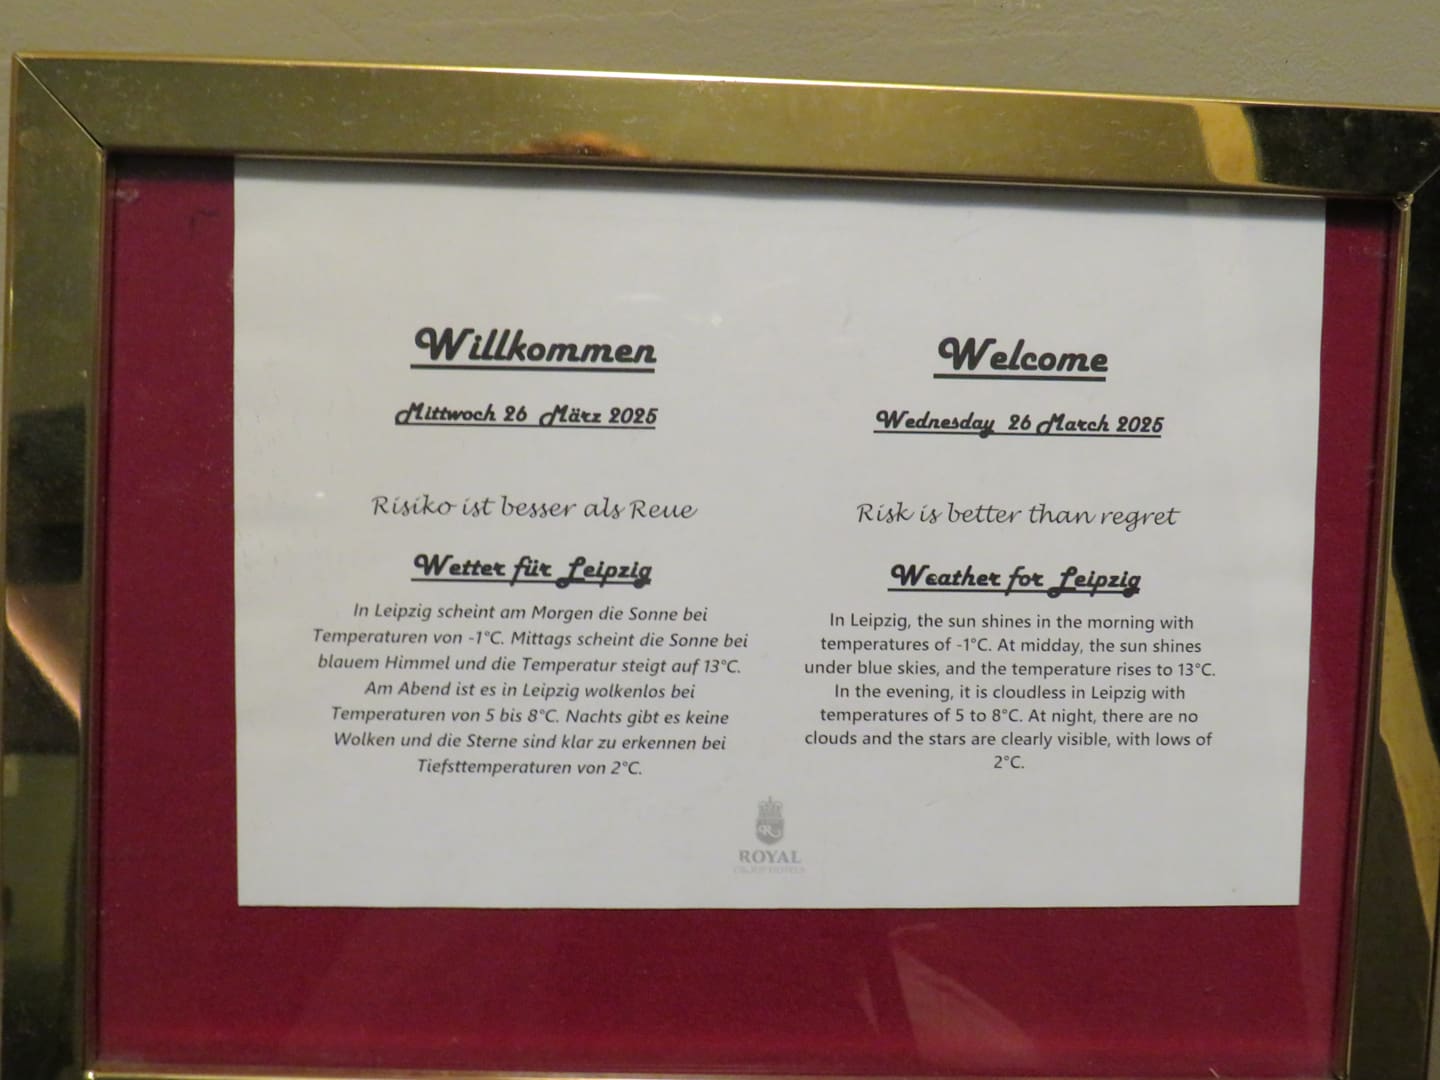 Willkommen
Mittwoch 26 März 2025
Risiko ist besser als Reue
Wetter für Leipzig
In Leipzig scheint am Morgen die Sonne bei
Temperaturen von -1°C. Mittags scheint die Sonne bei
blauem Himmel und die Temperatur steigt auf 13°C.
Am Abend ist es in Leipzig wolkenlos bei
Temperaturen von 5 bis 8°C. Nachts gibt es keine
Wolken und die Sterne sind klar zu erkennen bei
Tiefsttemperaturen von 2°C.
Welcome
Wednesday 26 March 2025
Risk is better than regret
Weather for Leipzig
In Leipzig, the sun shines in the morning with
temperatures of -1°C. At midday, the sun shines
under blue skies, and the temperature rises to 13°C.
In the evening, it is cloudless in Leipzig with
temperatures of 5 to 8°C. At night, there are no
clouds and the stars are clearly visible, with lows of
2°C.
R
ROYAL